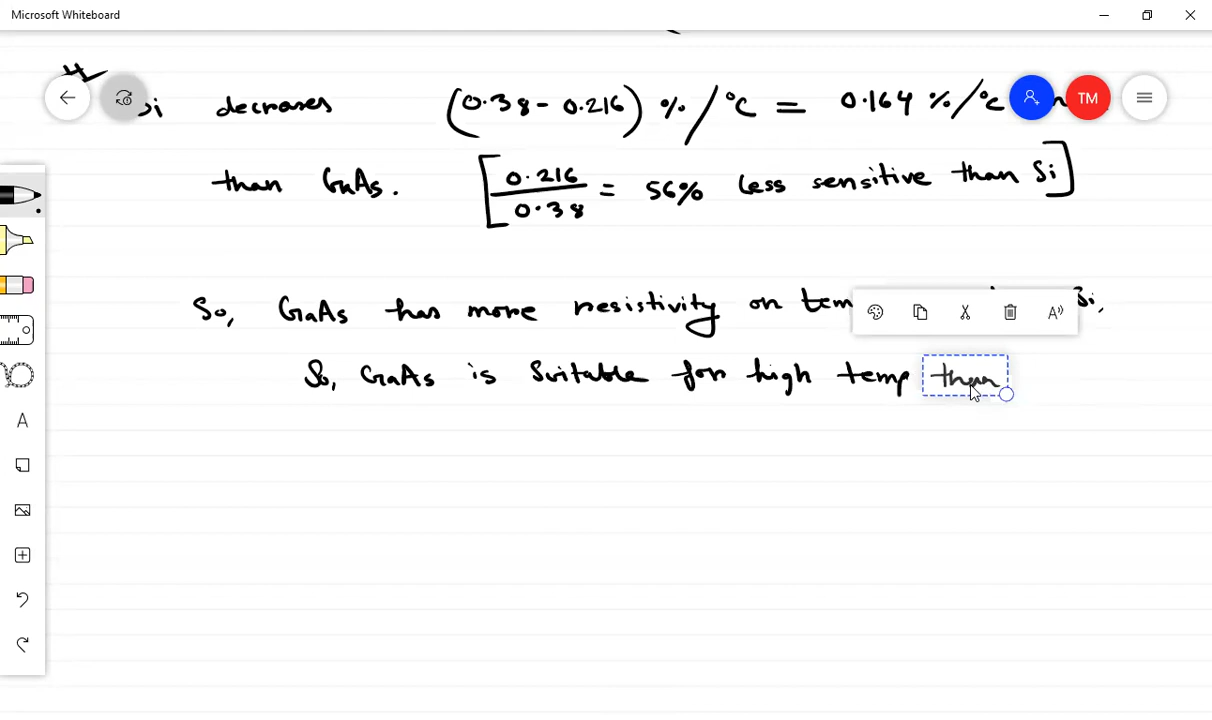 Microsoft Whiteboard
Si decrases (0.38 - 0.216) %/°C = 0.164 %/°C
TM
than GaAs. [0.216/0.38 = 56% less sensitive than Si]
So, GaAs has more resistivity on tem Si,
So, GaAs is suitable for high temp than